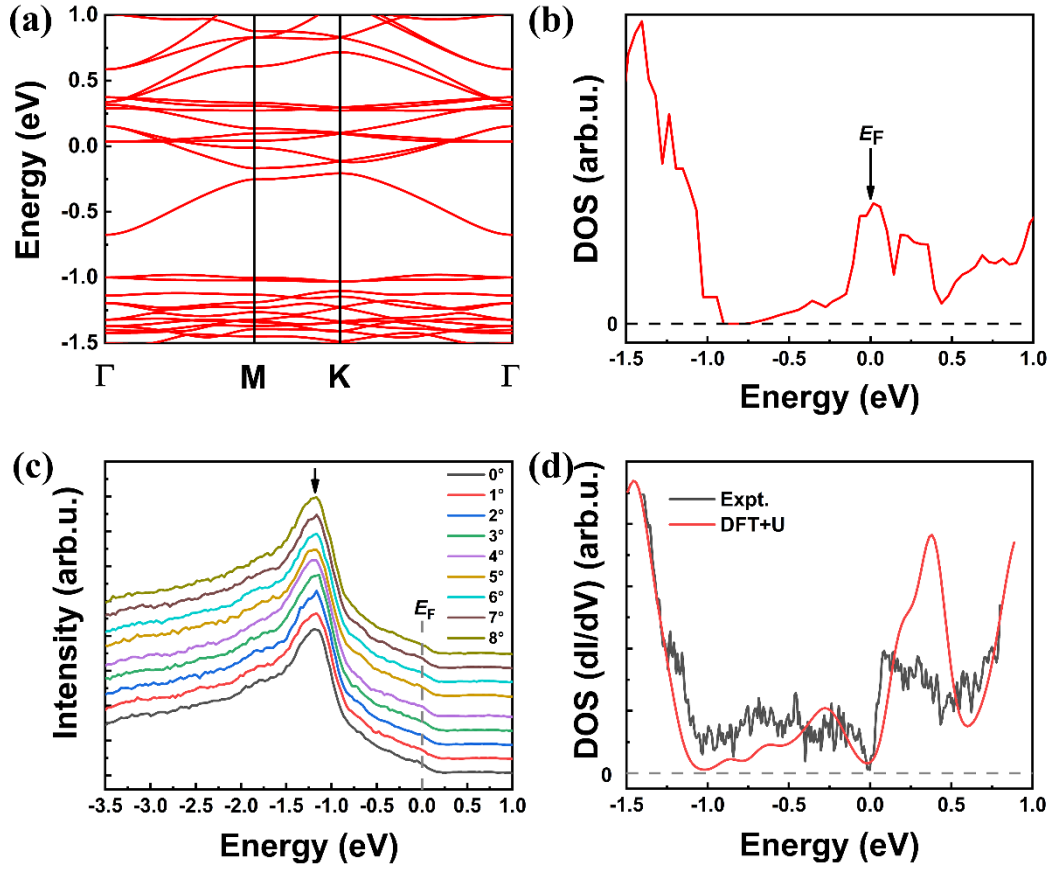 (a)
1.0
0.5
0.0
-0.5
-1.0
-1.5
Energy (eV)
Γ M K Γ
(b)
DOS (arb.u.)
0
EF
-1.5 -1.0 -0.5 0.0 0.5 1.0
Energy (eV)
(c)
Intensity (arb.u.)
0°
1°
2°
3°
4°
5°
6°
7°
8°
EF
-3.5 -3.0 -2.5 -2.0 -1.5 -1.0 -0.5 0.0 0.5 1.0
Energy (eV)
(d)
DOS (dI/dV) (arb.u.)
0
Expt.
DFT+U
-1.5 -1.0 -0.5 0.0 0.5 1.0
Energy (eV)